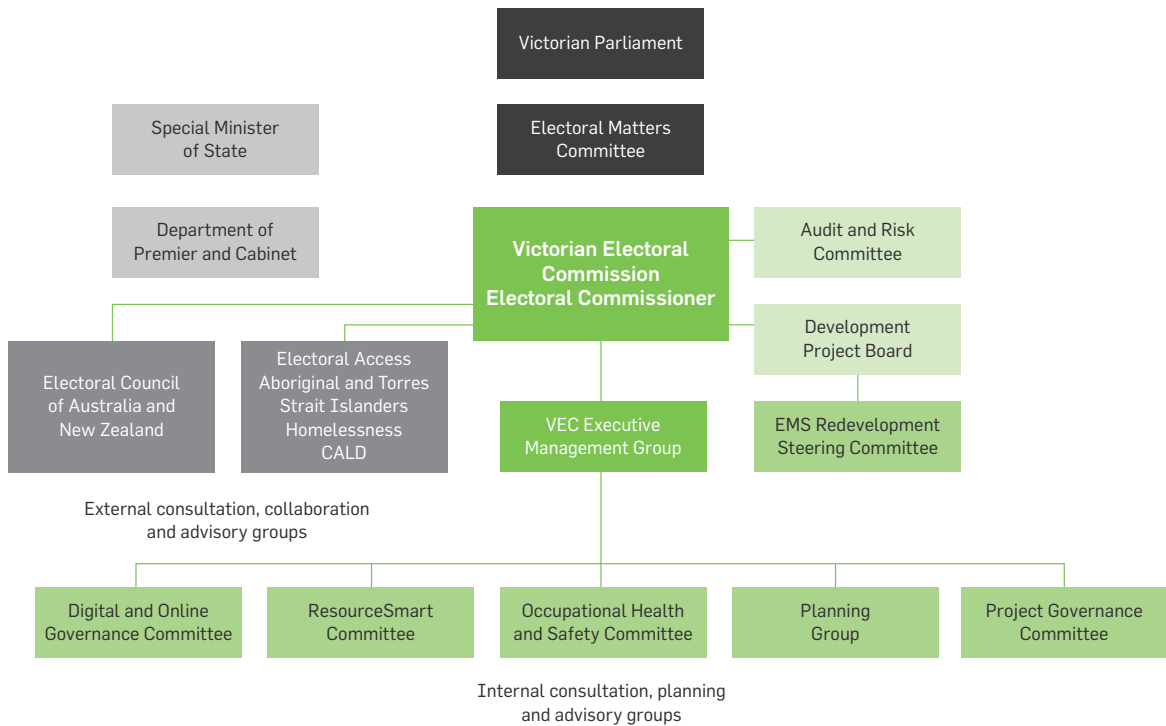 Victorian Parliament
Special Minister
of State
Electoral Matters
Committee
Department of
Premier and Cabinet
Victorian Electoral
Commission
Electoral Commissioner
Audit and Risk
Committee
Development
Project Board
Electoral Council
of Australia and
New Zealand
Electoral Access
Aboriginal and Torres
Strait Islanders
Homelessness
CALD
VEC Executive
Management Group
EMS Redevelopment
Steering Committee
External consultation, collaboration
and advisory groups
Digital and Online
Governance Committee
ResourceSmart
Committee
Occupational Health
and Safety Committee
Planning
Group
Project Governance
Committee
Internal consultation, planning
and advisory groups